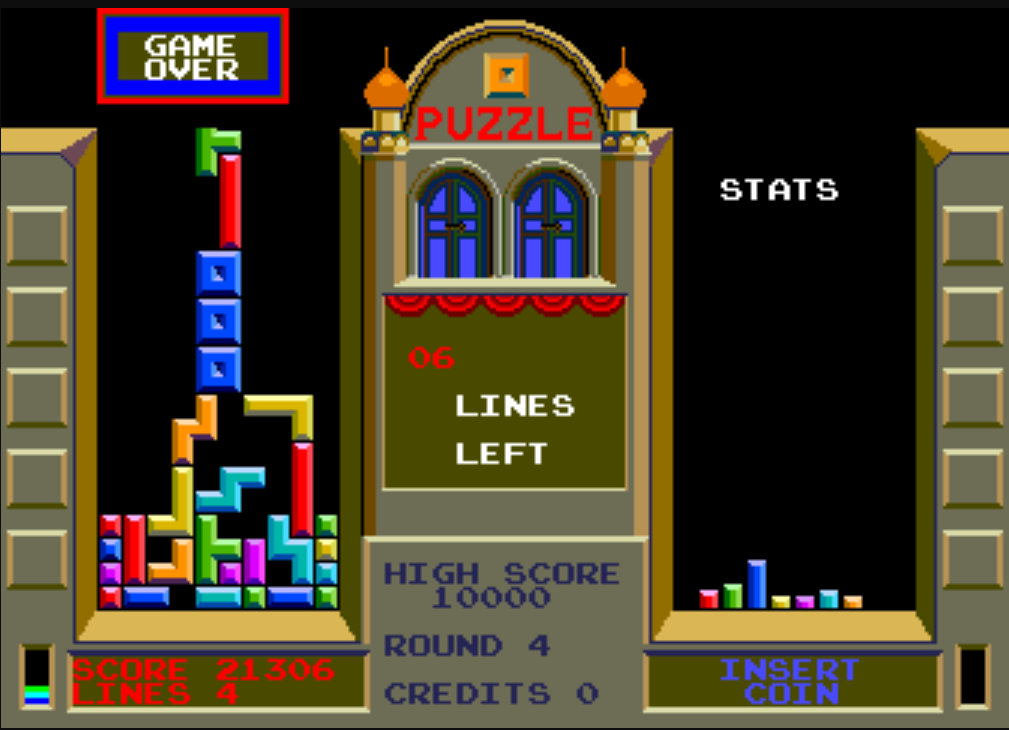 GAME
OVER
PUZZLE
STATS
06
LINES
LEFT
HIGH SCORE
10000
ROUND 4
CREDITS 0
SCORE 21306
LINES 4
INSERT
COIN